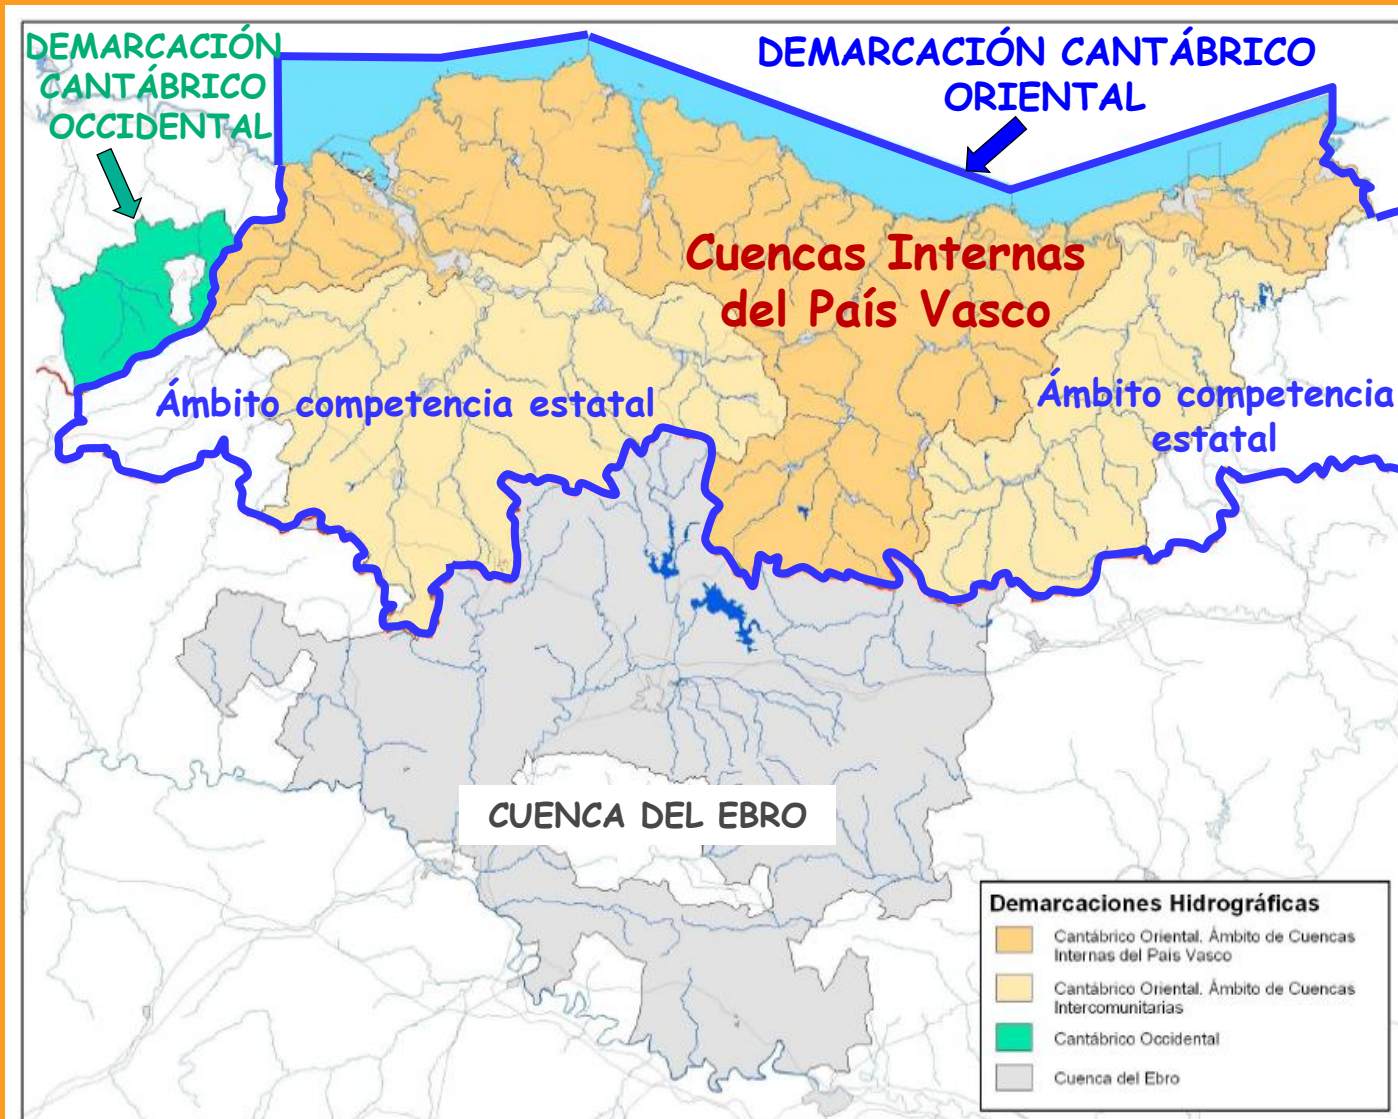 DEMARCACIÓN
CANTÁBRICO
OCCIDENTAL
DEMARCACIÓN CANTÁBRICO
ORIENTAL
Cuencas Internas
del País Vasco
Ámbito competencia estatal
Ámbito competencia
estatal
CUENCA DEL EBRO
Demarcaciones Hidrográficas
Cantábrico Oriental. Ámbito de Cuencas
Internas del Pais Vasco
Cantábrico Oriental. Ámbito de Cuencas
Intercomunitarias
Cantábrico Occidental
Cuenca del Ebro